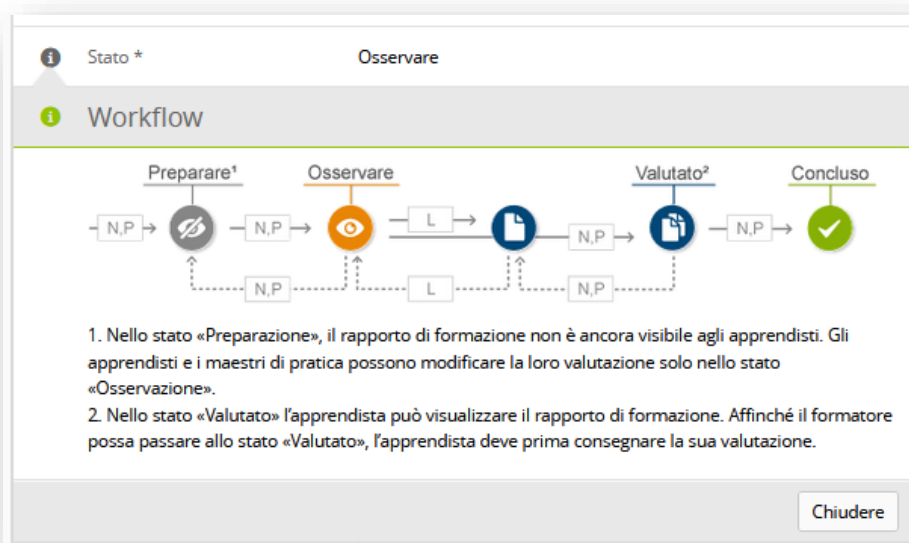 Stato * Osservare
Workflow
Preparare¹ Osservare Valutato² Concluso
N,P N,P L N,P N,P
N,P L N,P
1. Nello stato «Preparazione», il rapporto di formazione non è ancora visibile agli apprendisti. Gli
apprendisti e i maestri di pratica possono modificare la loro valutazione solo nello stato
«Osservazione».
2. Nello stato «Valutato» l’apprendista può visualizzare il rapporto di formazione. Affinché il formatore
possa passare allo stato «Valutato», l’apprendista deve prima consegnare la sua valutazione.
Chiudere